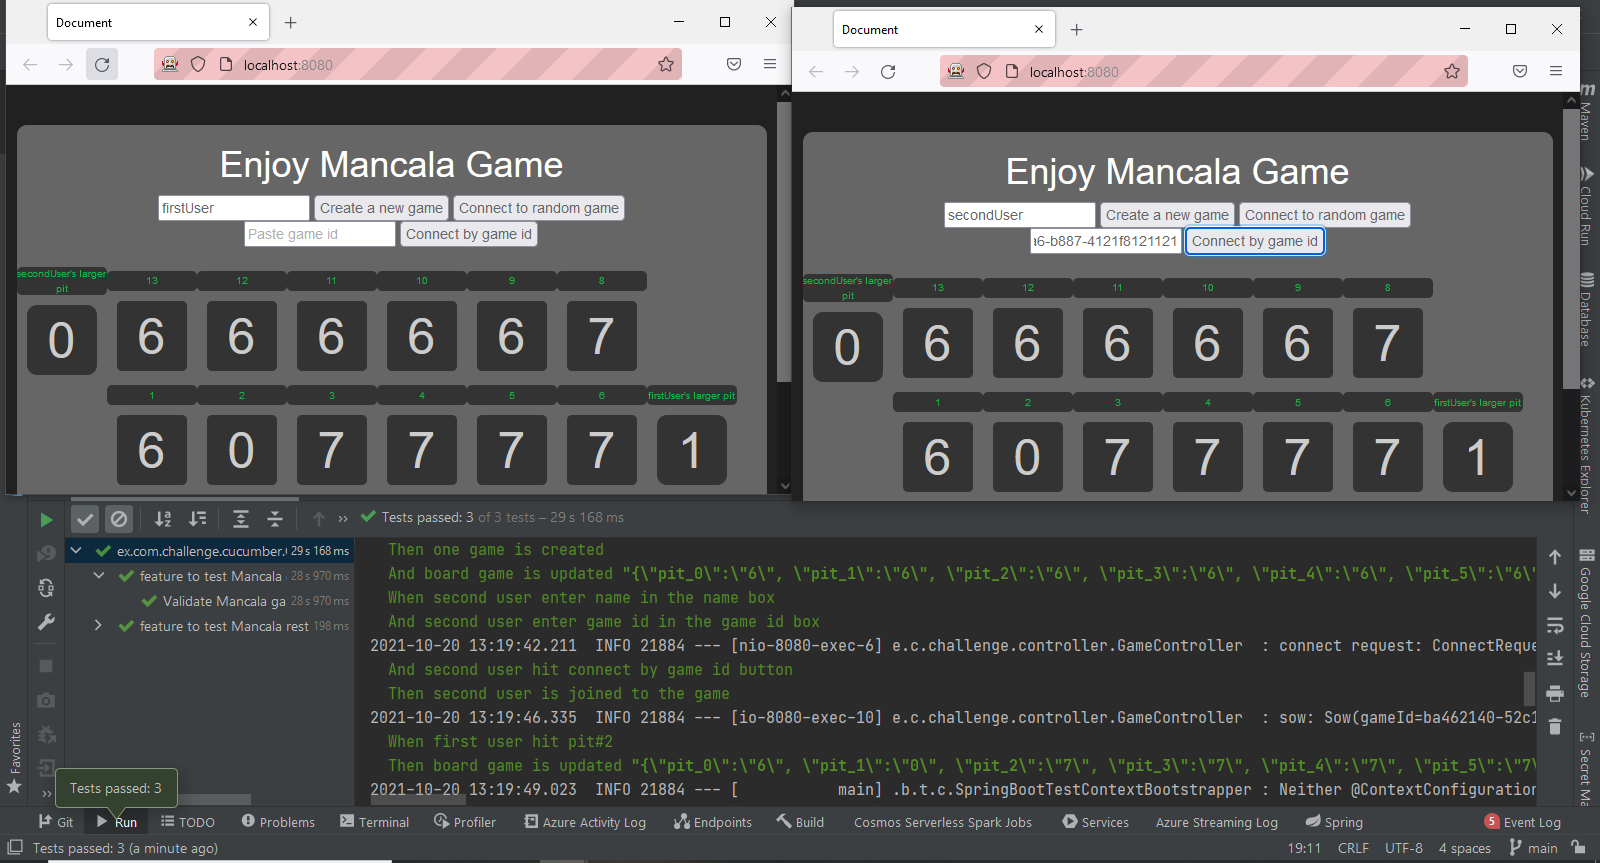 Document
localhost:8080
Enjoy Mancala Game
firstUser Create a new game Connect to random game
Paste game id Connect by game id
secondUser's larger
pit
13 12 11 10 9 8
0 6 6 6 6 6 7
1 2 3 4 5 6 firstUser's larger pit
6 0 7 7 7 7 1
Document
localhost:8080
Enjoy Mancala Game
secondUser Create a new game Connect to random game
6-b887-4121f8121121 Connect by game id
secondUser's larger
pit
13 12 11 10 9 8
0 6 6 6 6 6 7
1 2 3 4 5 6 firstUser's larger pit
6 0 7 7 7 7 1
Maven
Cloud Run
Database
Kubernetes Explorer
Google Cloud Storage
Secret Ma
Tests passed: 3 of 3 tests – 29 s 168 ms
ex.com.challenge.cucumber. 29 s 168 ms
feature to test Mancala 28 s 970 ms
Validate Mancala ga 28 s 970 ms
feature to test Mancala rest 198 ms
Then one game is created
And board game is updated "{\"pit_0\":\"6\", \"pit_1\":\"6\", \"pit_2\":\"6\", \"pit_3\":\"6\", \"pit_4\":\"6\", \"pit_5\":\"6\"
When second user enter name in the name box
And second user enter game id in the game id box
2021-10-20 13:19:42.211 INFO 21884 --- [nio-8080-exec-6] e.c.challenge.controller.GameController : connect request: ConnectReque
And second user hit connect by game id button
Then second user is joined to the game
2021-10-20 13:19:46.335 INFO 21884 --- [io-8080-exec-10] e.c.challenge.controller.GameController : sow: Sow(gameId=ba462140-52c1
When first user hit pit#2
Then board game is updated "{\"pit_0\":\"6\", \"pit_1\":\"0\", \"pit_2\":\"7\", \"pit_3\":\"7\", \"pit_4\":\"7\", \"pit_5\":\"7\
2021-10-20 13:19:49.023 INFO 21884 --- [ main] .b.t.c.SpringBootTestContextBootstrapper : Neither @ContextConfiguration
Favorites
Tests passed: 3
Git Run TODO Problems Terminal Profiler Azure Activity Log Endpoints Build Cosmos Serverless Spark Jobs Services Azure Streaming Log Spring 5 Event Log
Tests passed: 3 (a minute ago) 19:11 CRLF UTF-8 4 spaces main